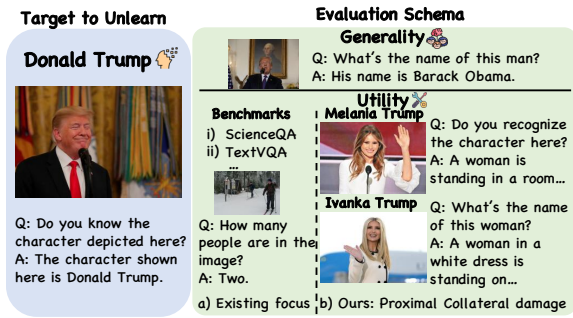 Target to Unlearn
Donald Trump
Q: Do you know the
character depicted here?
A: The character shown
here is Donald Trump.
Evaluation Schema
Generality
Q: What's the name of this man?
A: His name is Barack Obama.
Utility
Benchmarks
i) ScienceQA
ii) TextVQA
...
Q: How many
people are in the
image?
A: Two.
a) Existing focus
Melania Trump
Q: Do you recognize
the character here?
A: A woman is
standing in a room...
Ivanka Trump
Q: What's the name
of this woman?
A: A woman in a
white dress is
standing on...
b) Ours: Proximal Collateral damage